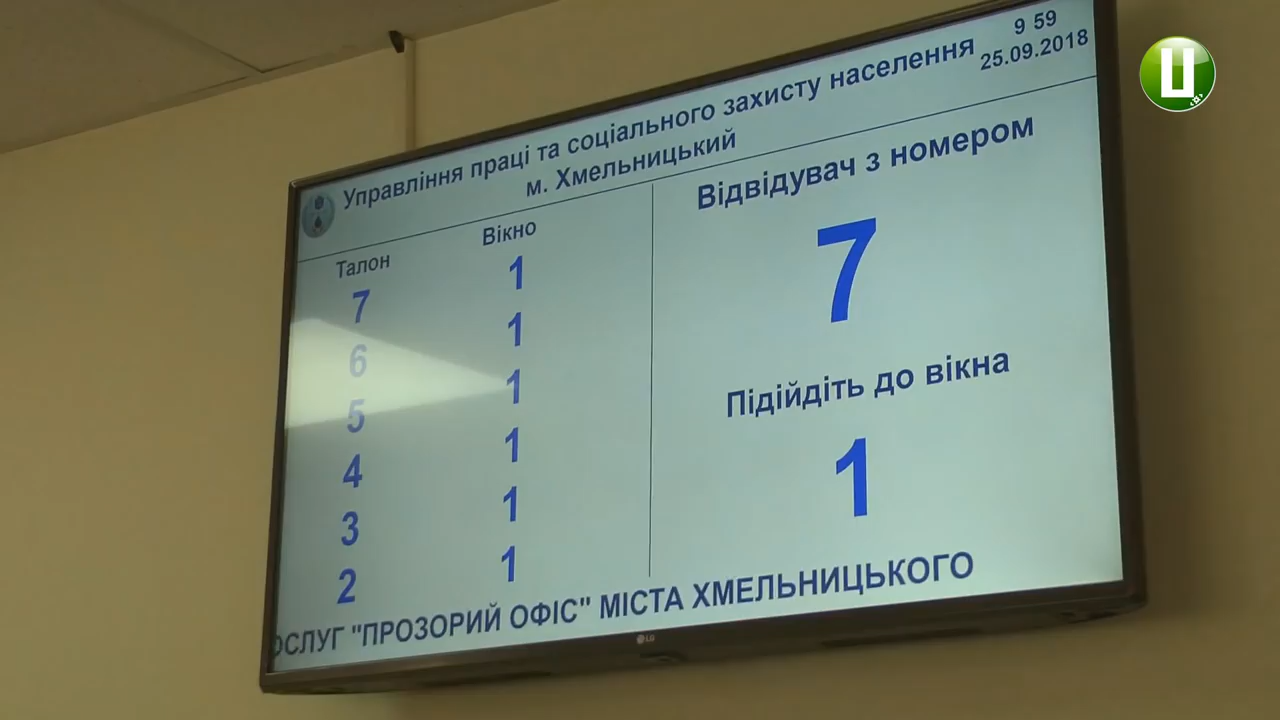 Управління праці та соціального захисту населення
м. Хмельницький
9 59
25.09.2018
Талон Вікно
7 1
6 1
5 1
4 1
3 1
2 1
Відвідувач з номером
7
Підійдіть до вікна
1
ОСЛУГ "ПРОЗОРИЙ ОФІС" МІСТА ХМЕЛЬНИЦЬКОГО
LG
Ц